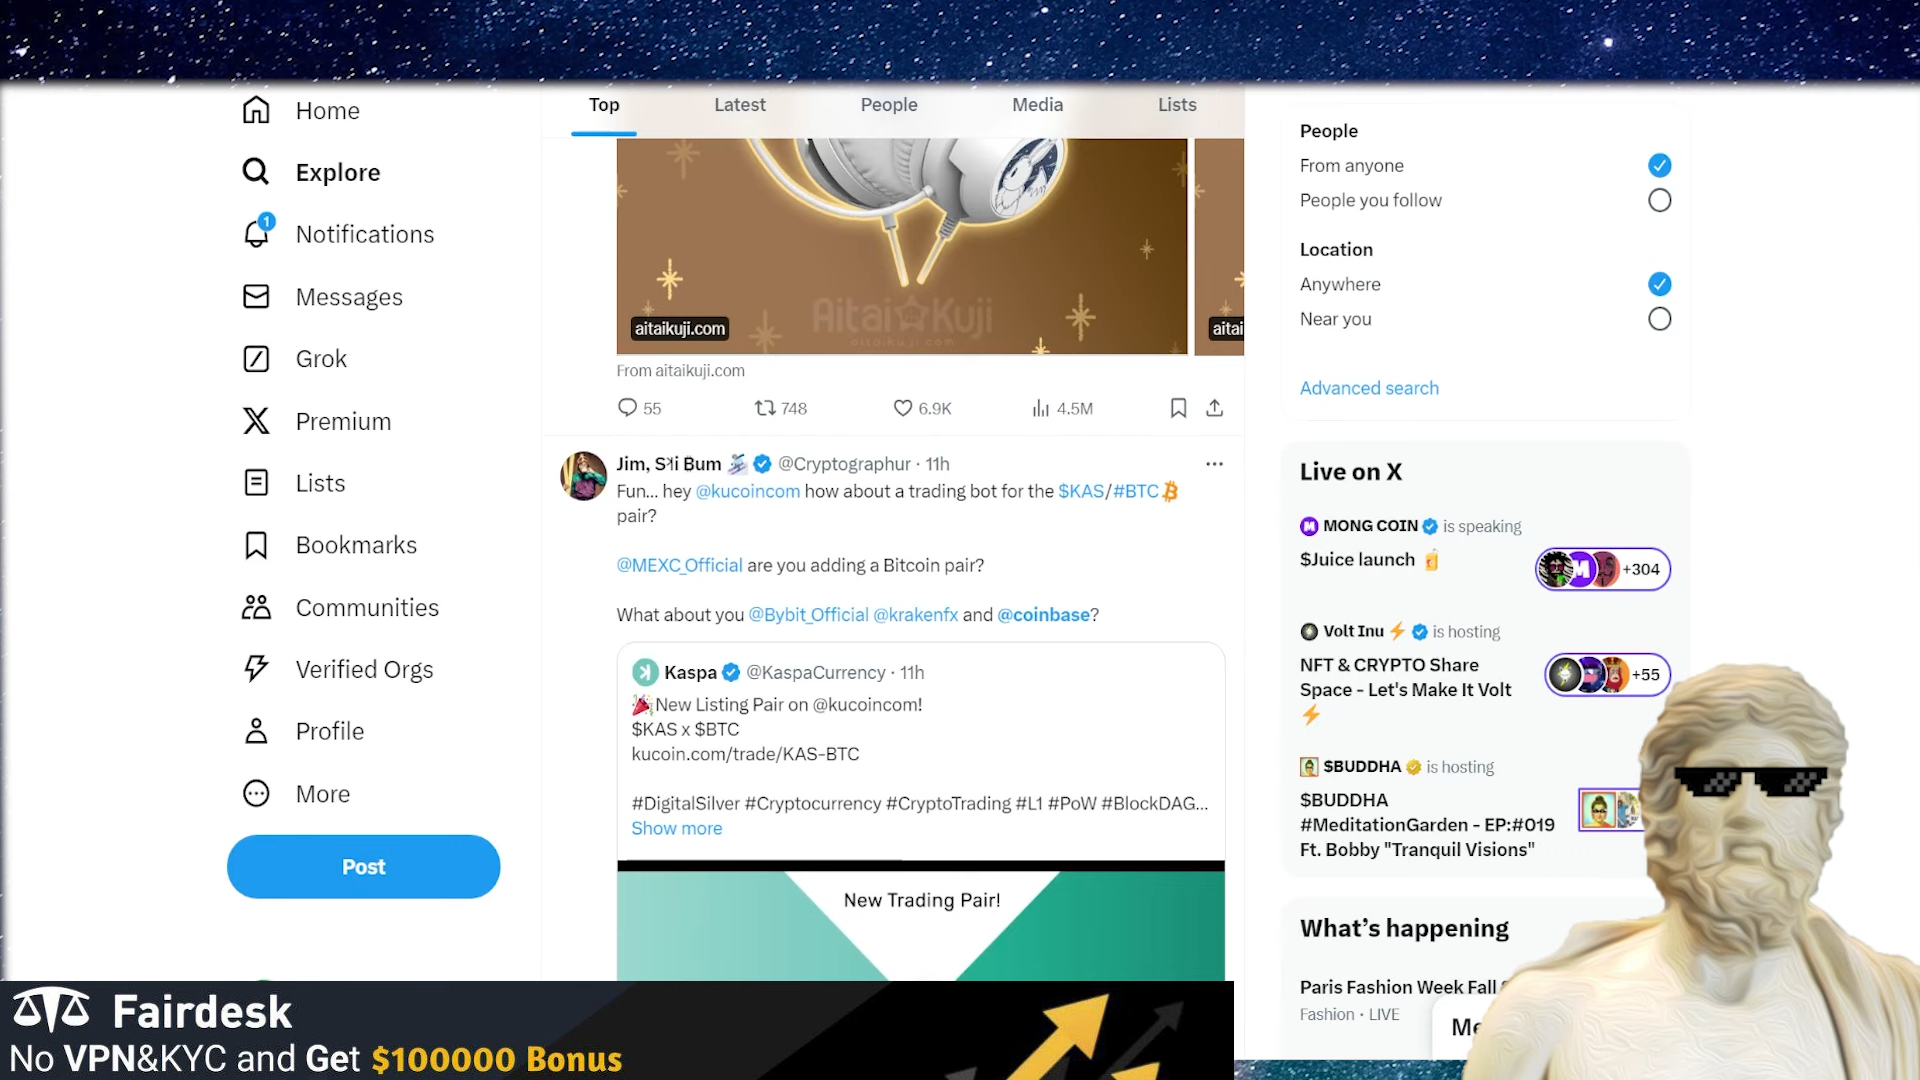 Home
Explore
1
Notifications
Messages
Grok
Premium
Lists
Bookmarks
Communities
Verified Orgs
Profile
More
Post
Top Latest People Media Lists
Aitai Kuji
aitaikuji.com
aitaikuji.com
aitai
From aitaikuji.com
55 748 6.9K 4.5M
@Cryptographur · 11h
Fun... hey @kucoincom how about a trading bot for the $KAS/#BTC
pair?
@MEXC_Official are you adding a Bitcoin pair?
What about you @Bybit_Official @krakenfx and @coinbase?
Kaspa @KaspaCurrency · 11h
New Listing Pair on @kucoincom!
$KAS x $BTC
kucoin.com/trade/KAS-BTC
#DigitalSilver #Cryptocurrency #CryptoTrading #L1 #PoW #BlockDAG...
Show more
New Trading Pair!
People
From anyone
People you follow
Location
Anywhere
Near you
Advanced search
Live on X
MONG COIN is speaking
$Juice launch
+304
Volt Inu⚡ is hosting
NFT & CRYPTO Share
Space - Let's Make It Volt
⚡
+55
$BUDDHA is hosting
$BUDDHA
#MeditationGarden - EP:#019
Ft. Bobby "Tranquil Visions"
What's happening
Paris Fashion Week Fall
Fashion · LIVE
Me
Fairdesk
No VPN&KYC and Get $100000 Bonus